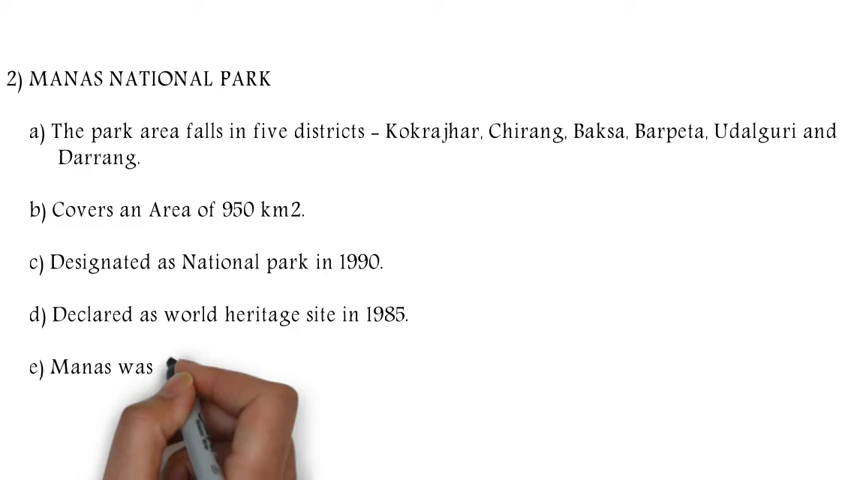 2) MANAS NATIONAL PARK
a) The park area falls in five districts - Kokrajhar, Chirang, Baksa, Barpeta, Udalguri and
Darrang.
b) Covers an Area of 950 km2.
c) Designated as National park in 1990.
d) Declared as world heritage site in 1985.
e) Manas was